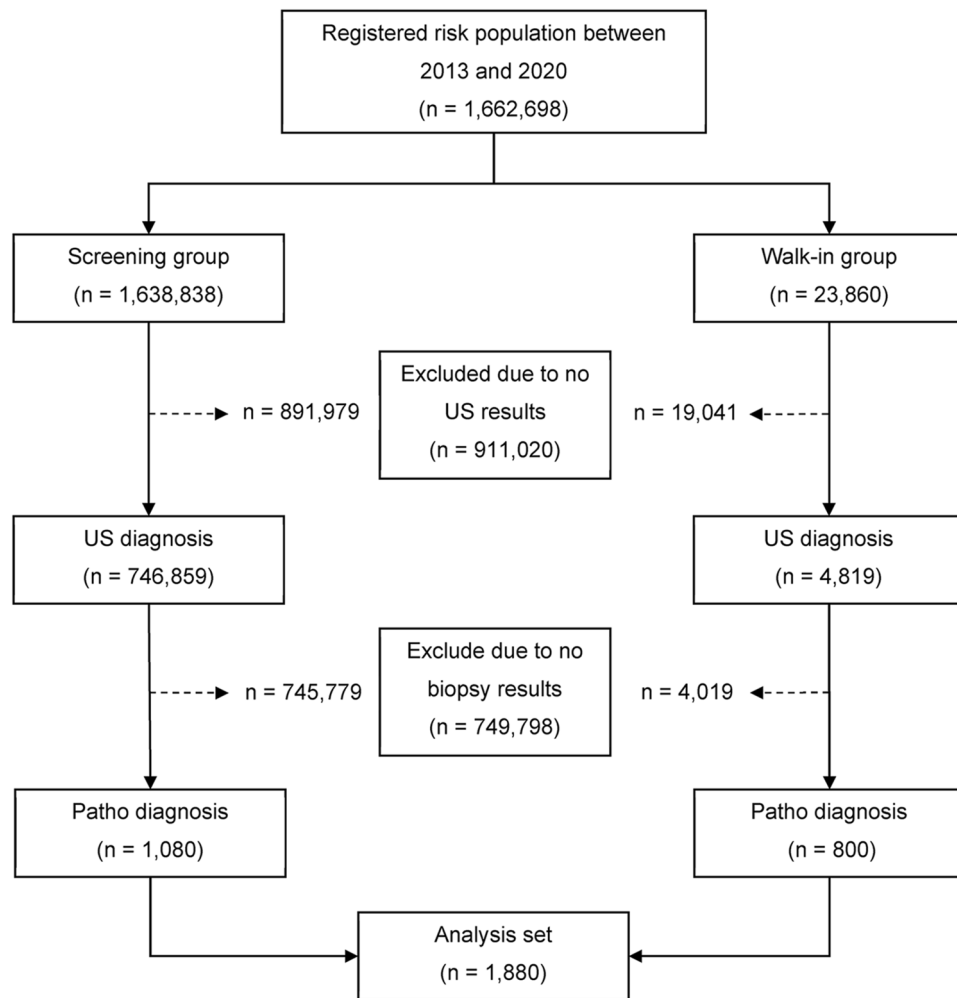 Registered risk population between
2013 and 2020
(n = 1,662,698)
Screening group
(n = 1,638,838)
Walk-in group
(n = 23,860)
Excluded due to no
US results
(n = 911,020)
n = 891,979
n = 19,041
US diagnosis
(n = 746,859)
US diagnosis
(n = 4,819)
Exclude due to no
biopsy results
(n = 749,798)
n = 745,779
n = 4,019
Patho diagnosis
(n = 1,080)
Patho diagnosis
(n = 800)
Analysis set
(n = 1,880)